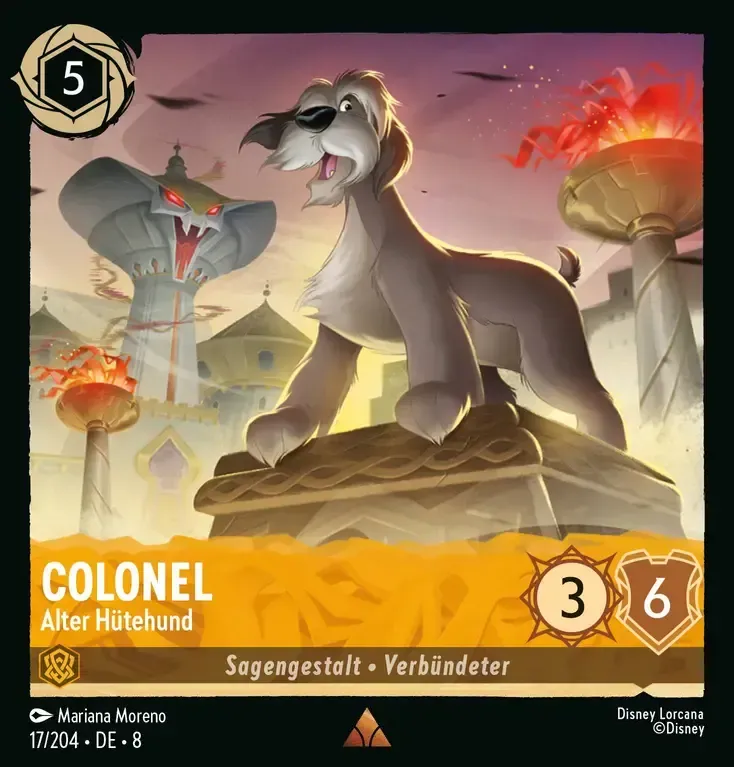 5
COLONEL
Alter Hütehund
3
6
Sagengestalt • Verbündeter
Mariana Moreno
17/204 • DE • 8
Disney Lorcana
©Disney